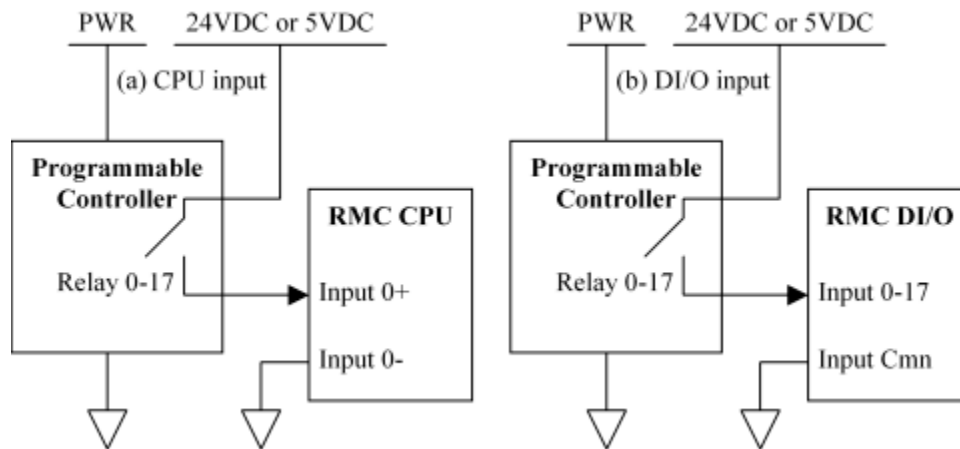 PWR
24VDC or 5VDC
(a) CPU input
Programmable
Controller
RMC CPU
Relay 0-17
Input 0+
Input 0-
PWR
24VDC or 5VDC
(b) DI/O input
Programmable
Controller
RMC DI/O
Relay 0-17
Input 0-17
Input Cmn